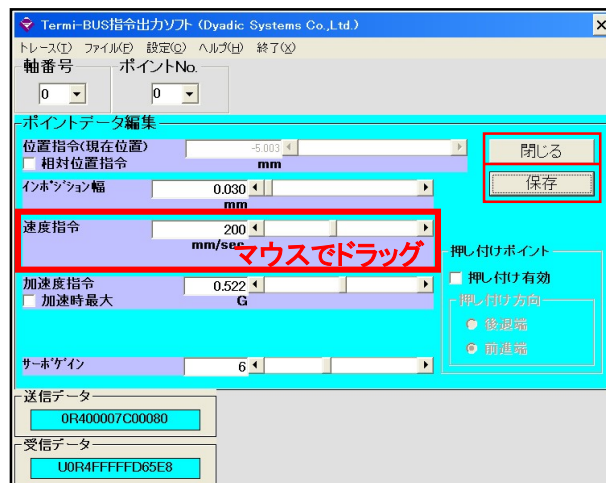 Termi-BUS指令出力ソフト (Dyadic Systems Co.,Ltd.)
トレース(T) ファイル(F) 設定(C) ヘルプ(H) 終了(X)
軸番号 ポイントNo.
0 0
ポイントデータ編集
位置指令(現在位置) -5.003
相対位置指令 mm
閉じる
保存
インポジション幅 0.030
mm
速度指令 200
mm/sec
マウスでドラッグ
加速度指令 0.522
加速時最大 G
押し付けポイント
押し付け有効
押し付け方向
後退端
前進端
サーボゲイン 6
送信データ
0R400007C00080
受信データ
U0R4FFFFFD65E8